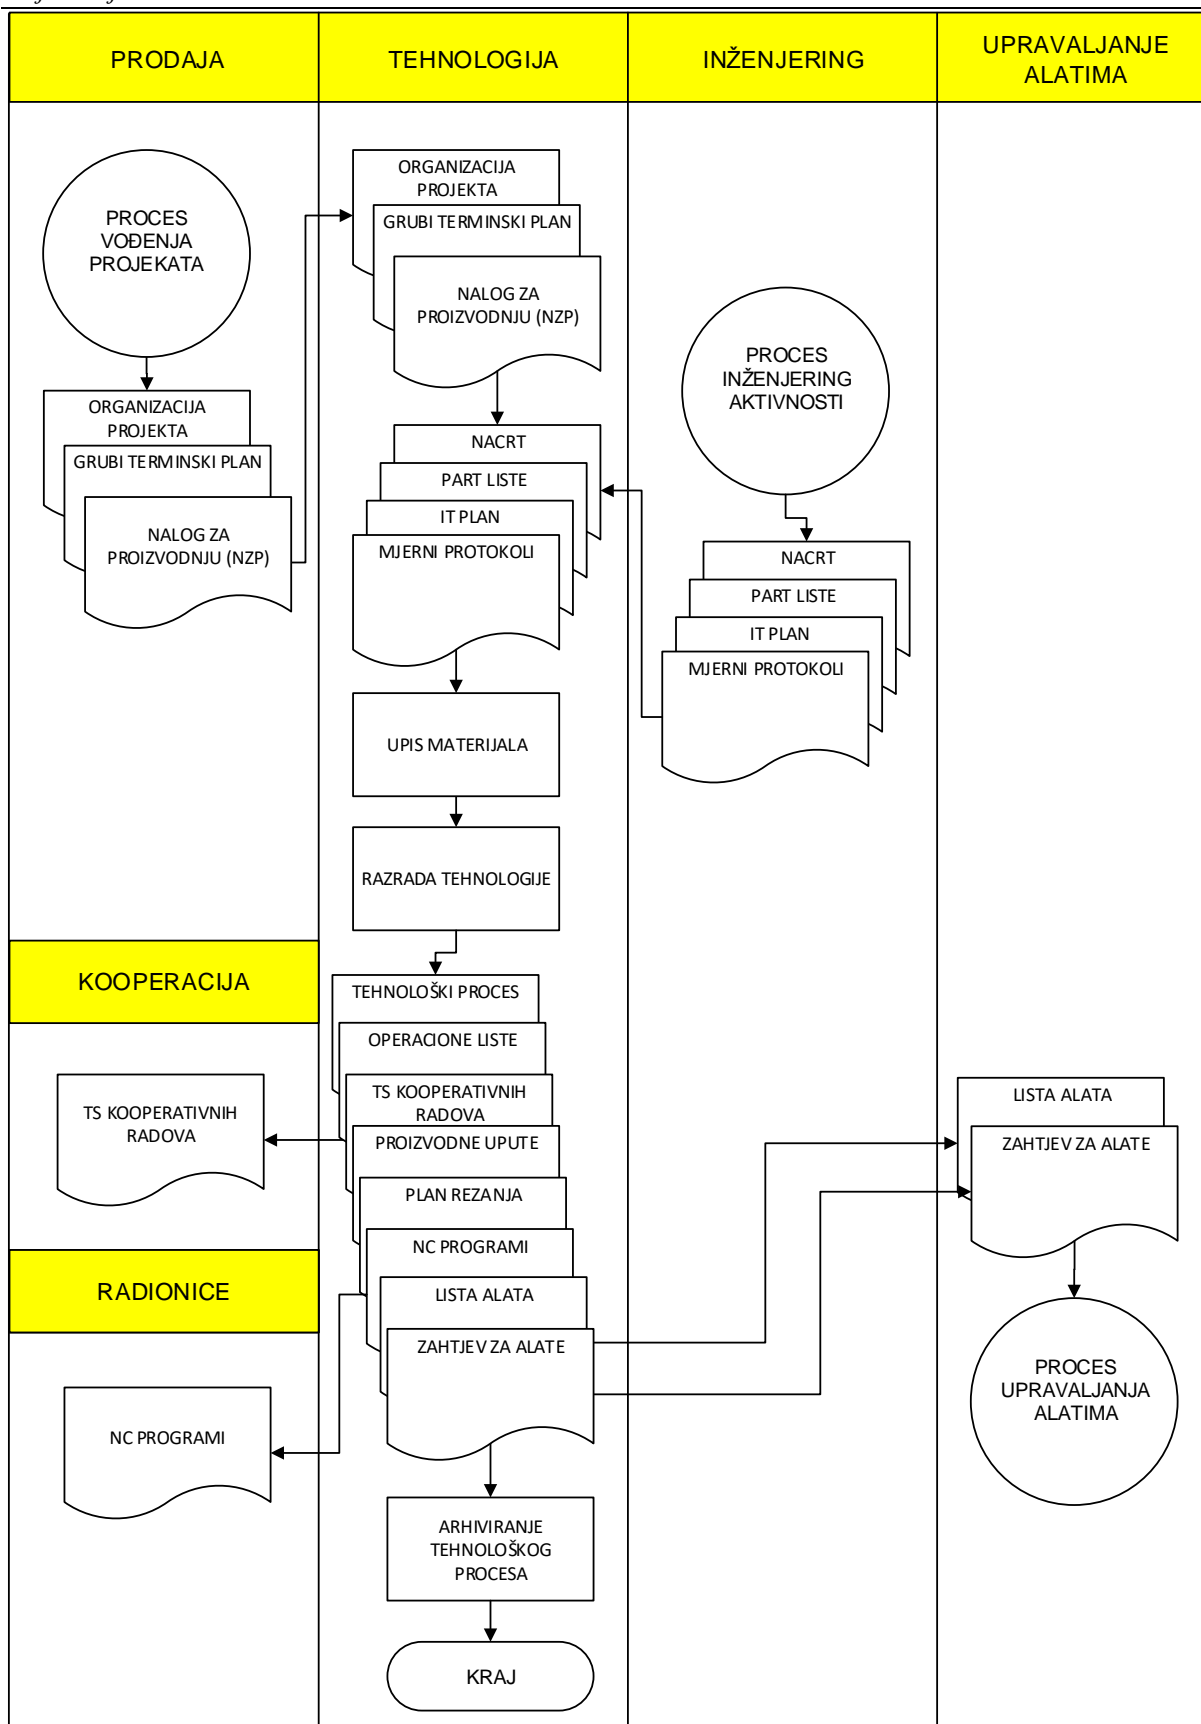 PRODAJA
TEHNOLOGIJA
INŽENJERING
UPRAVALJANJE
ALATIMA
PROCES
VOĐENJA
PROJEKATA
ORGANIZACIJA
PROJEKTA
GRUBI TERMINSKI PLAN
NALOG ZA
PROIZVODNJU (NZP)
ORGANIZACIJA
PROJEKTA
GRUBI TERMINSKI PLAN
NALOG ZA
PROIZVODNJU (NZP)
NACRT
PART LISTE
IT PLAN
MJERNI PROTOKOLI
PROCES
INŽENJERING
AKTIVNOSTI
NACRT
PART LISTE
IT PLAN
MJERNI PROTOKOLI
UPIS MATERIJALA
RAZRADA TEHNOLOGIJE
KOOPERACIJA
TEHNOLOŠKI PROCES
OPERACIONE LISTE
TS KOOPERATIVNIH
RADOVA
PROIZVODNE UPUTE
PLAN REZANJA
NC PROGRAMI
LISTA ALATA
ZAHTJEV ZA ALATE
TS KOOPERATIVNIH
RADOVA
LISTA ALATA
ZAHTJEV ZA ALATE
RADIONICE
NC PROGRAMI
PROCES
UPRAVALJANJA
ALATIMA
ARHIVIRANJE
TEHNOLOŠKOG
PROCESA
KRAJ